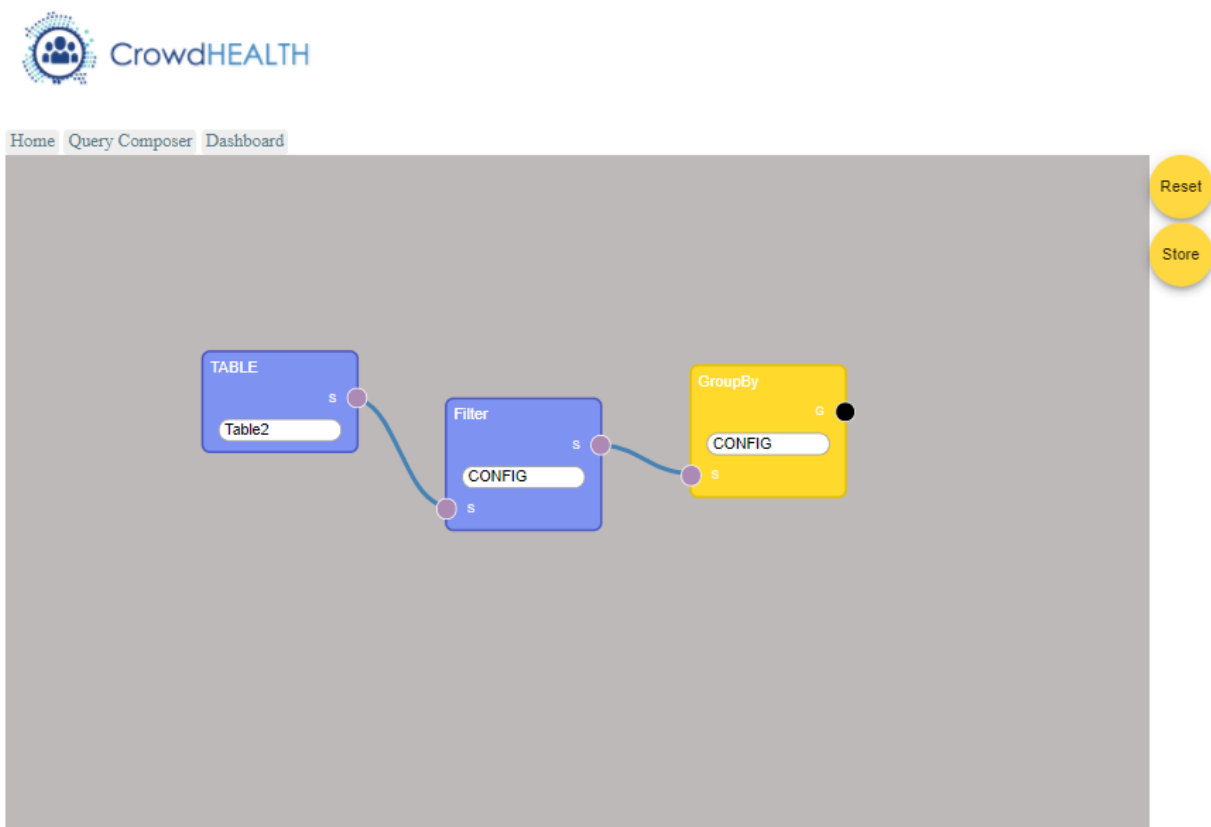 CrowdHEALTH
Home Query Composer Dashboard
Reset
Store
TABLE
S
Table2
Filter
S
CONFIG
S
GroupBy
G
CONFIG
S